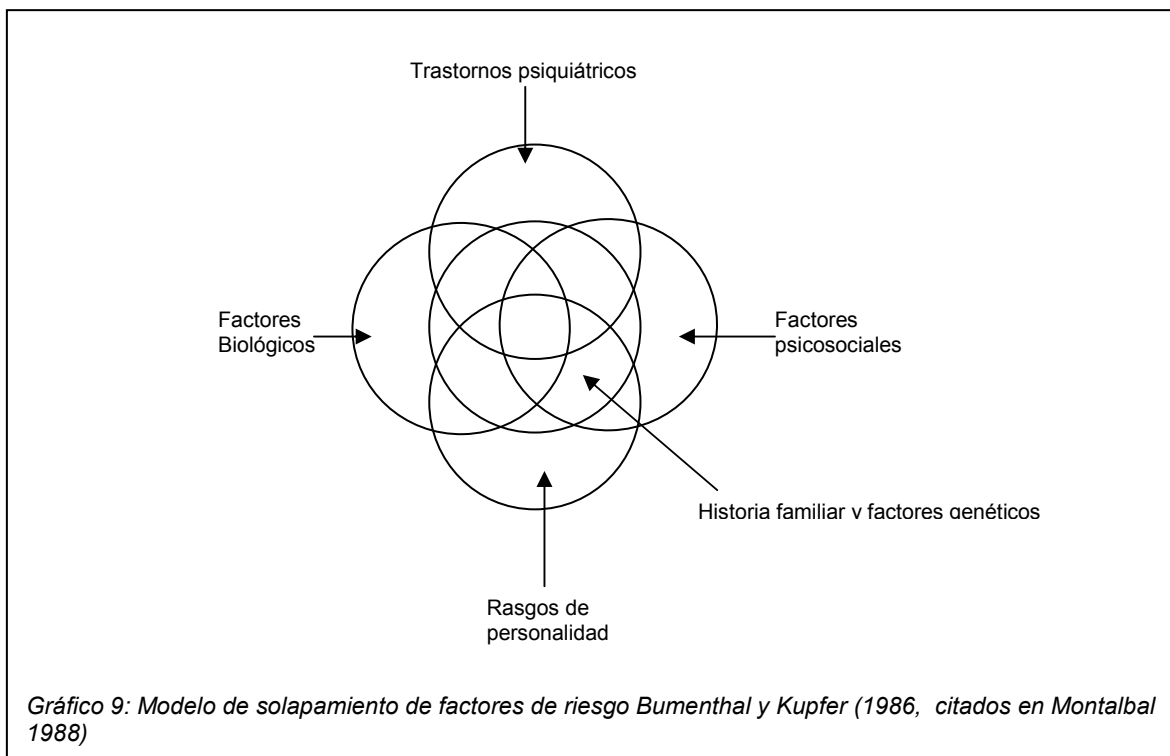 Trastornos psiquiátricos
Factores
Biológicos
Factores
psicosociales
Historia familiar y factores genéticos
Rasgos de
personalidad
Gráfico 9: Modelo de solapamiento de factores de riesgo Bumenthal y Kupfer (1986, citados en Montalbal
1988)